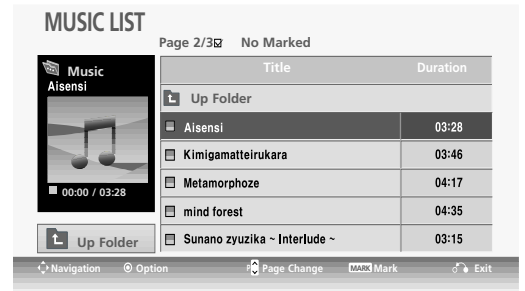 MUSIC LIST
Page 2/3 No Marked
Music
Aisensi
00:00 / 03:28
Up Folder
Title Duration
Up Folder
Aisensi 03:28
Kimigamatteirukara 03:46
Metamorphoze 04:17
mind forest 04:35
Sunano zyuzika ~ Interlude ~ 03:15
Navigation Option P Page Change MARK Mark Exit